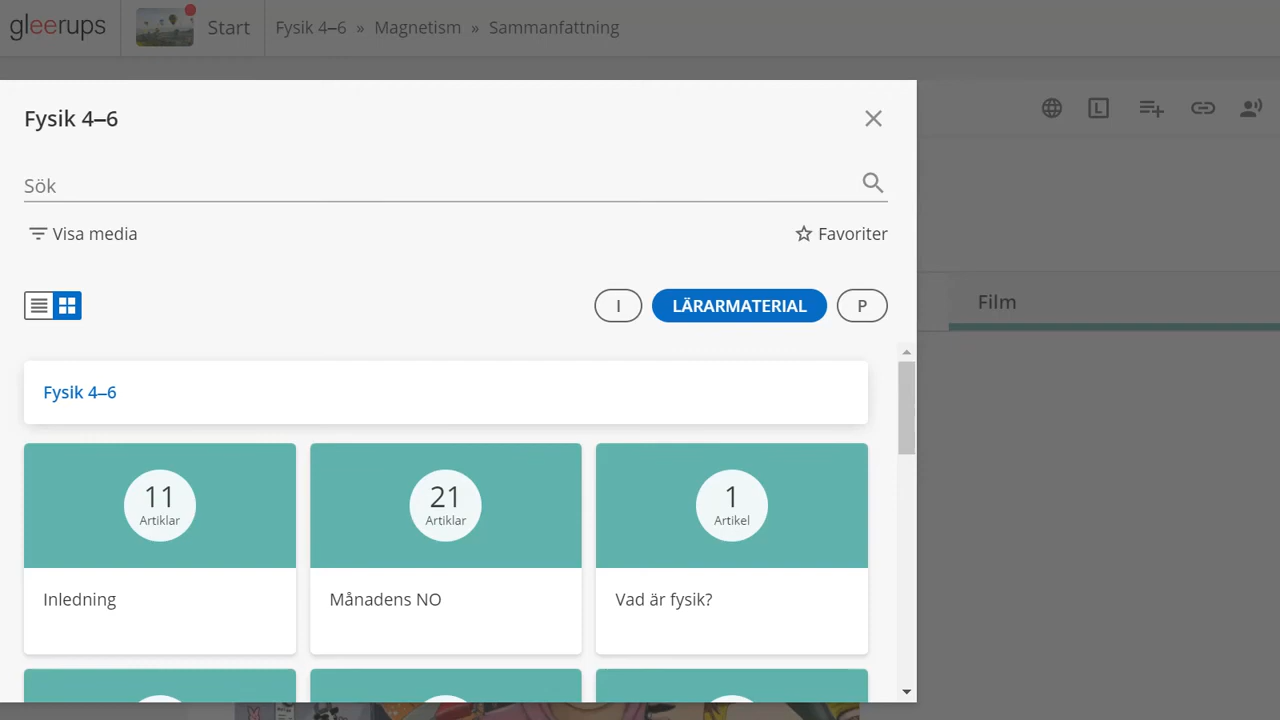 gleerups Start Fysik 4–6 » Magnetism » Sammanfattning
Fysik 4–6
L
Sök
Visa media Favoriter
I LÄRARMATERIAL P
Film
Fysik 4–6
11 21 1
Artiklar Artiklar Artikel
Inledning Månadens NO Vad är fysik?